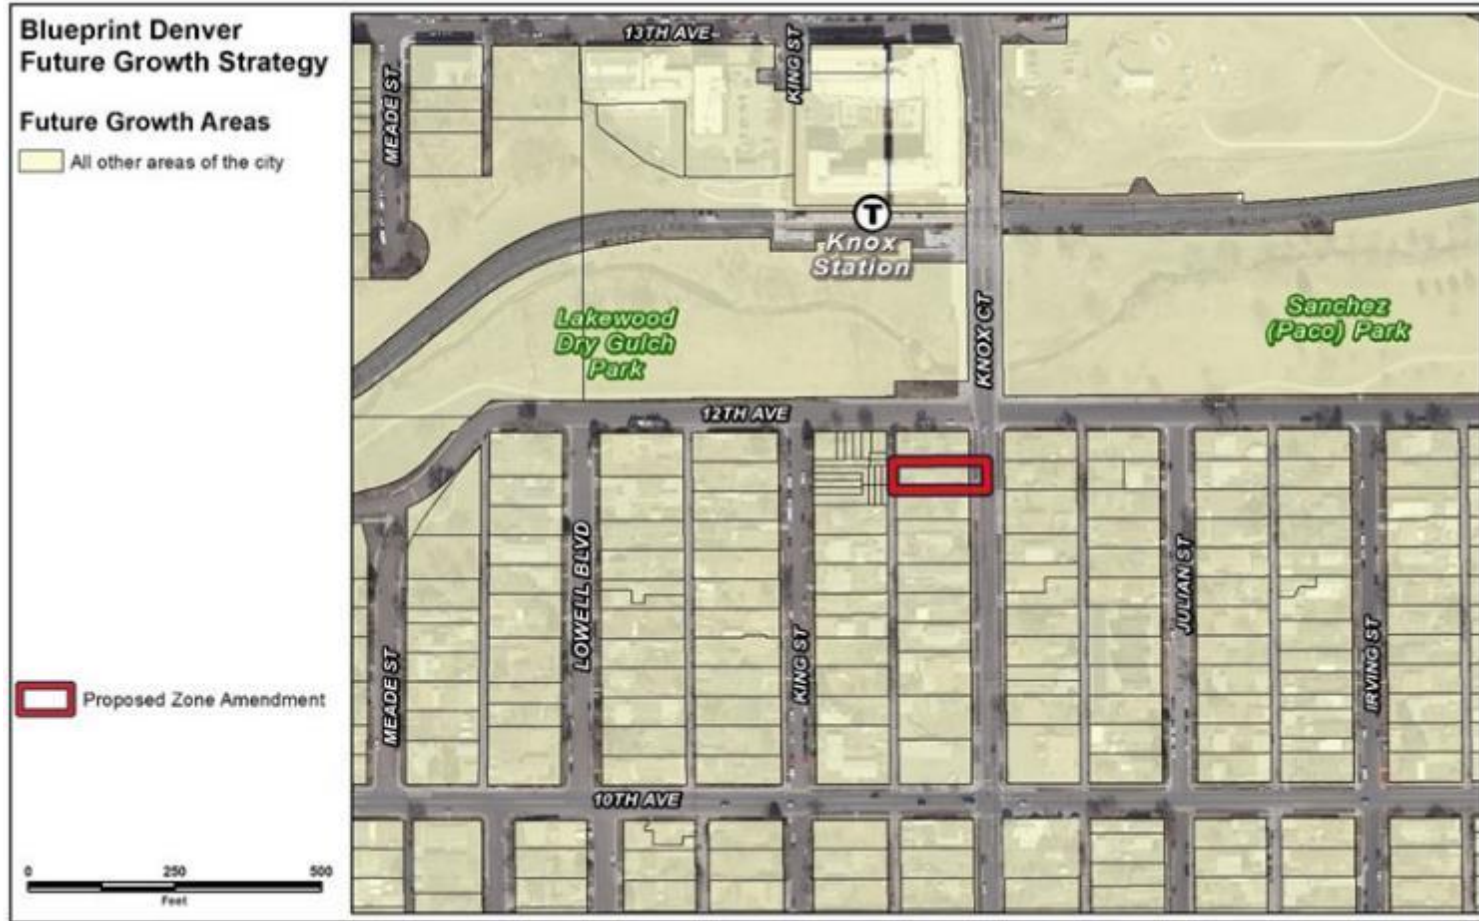 Blueprint Denver
Future Growth Strategy
Future Growth Areas
All other areas of the city
Proposed Zone Amendment
0 250 500
Feet
13TH AVE
KING ST
MEADE ST
T
Knox
Station
KNOX CT
Lakewood
Dry Gulch
Park
Sanchez
(Paco) Park
12TH AVE
LOWELL BLVD
JULIAN ST
MEADE ST
KING ST
IRVING ST
10TH AVE